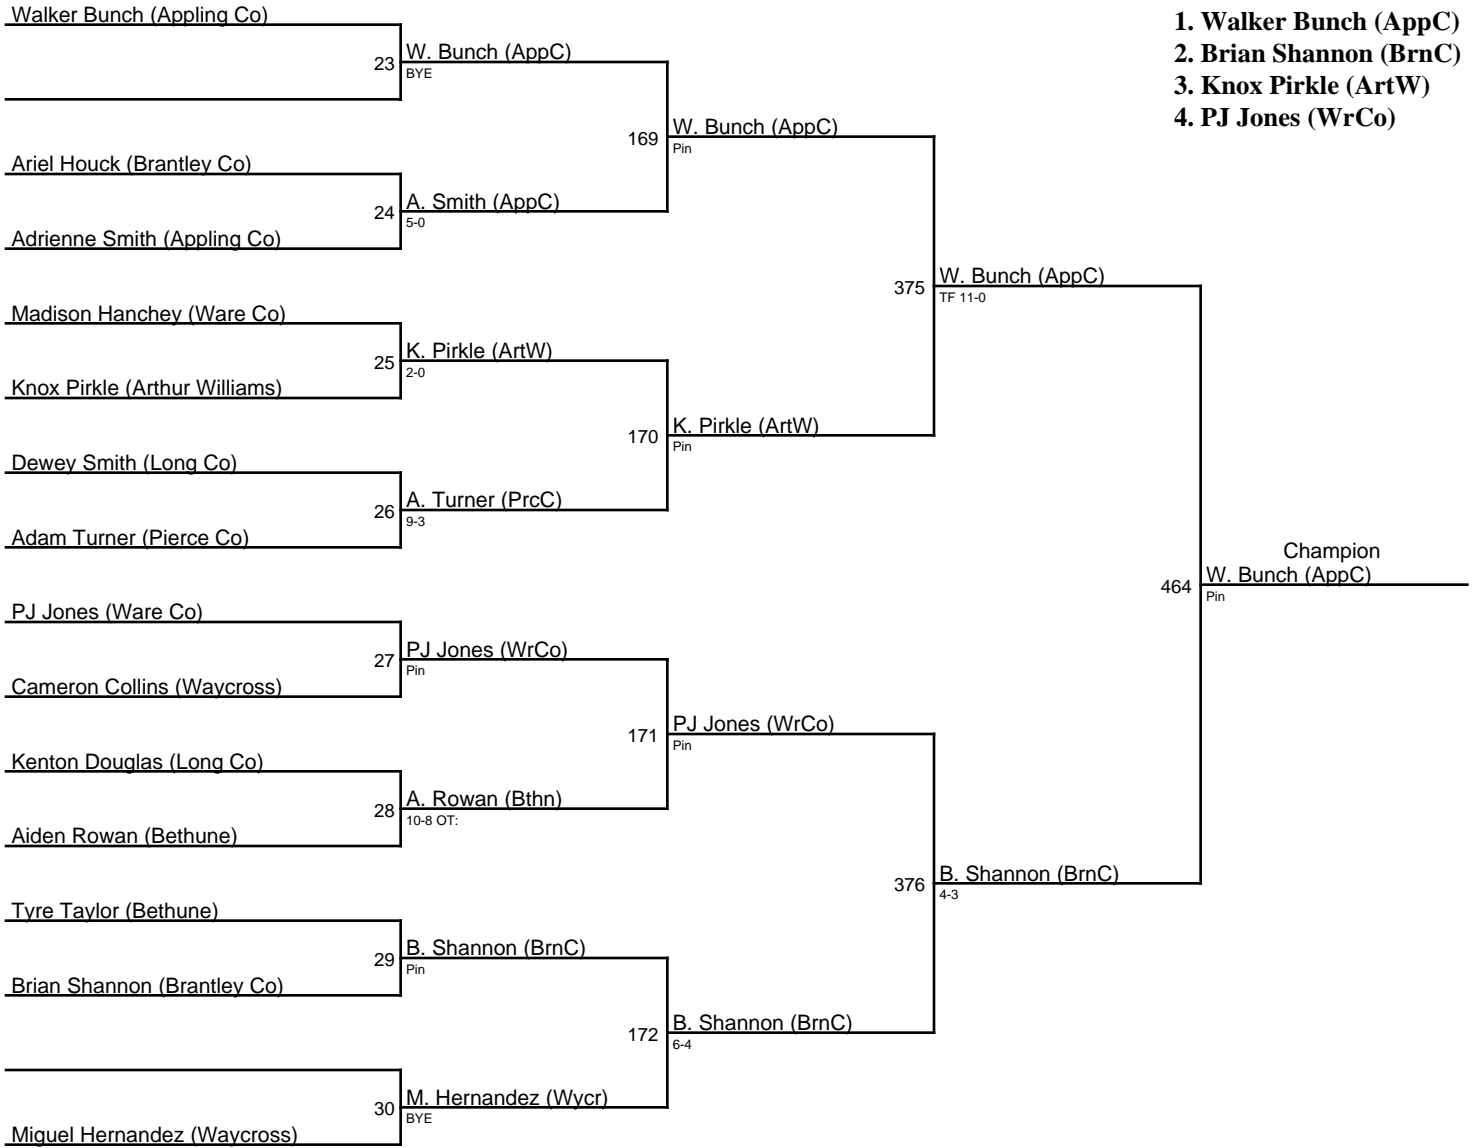 Walker Bunch (Appling Co)
23
W. Bunch (AppC)
BYE
Ariel Houck (Brantley Co)
24
A. Smith (AppC)
5-0
Adrienne Smith (Appling Co)
Madison Hanchey (Ware Co)
25
K. Pirkle (ArtW)
2-0
Knox Pirkle (Arthur Williams)
Dewey Smith (Long Co)
26
A. Turner (PrcC)
9-3
Adam Turner (Pierce Co)
PJ Jones (Ware Co)
27
PJ Jones (WrCo)
Pin
Cameron Collins (Waycross)
Kenton Douglas (Long Co)
28
A. Rowan (Bthn)
10-8 OT:
Aiden Rowan (Bethune)
Tyre Taylor (Bethune)
29
B. Shannon (BrnC)
Pin
Brian Shannon (Brantley Co)
30
M. Hernandez (Wycr)
BYE
Miguel Hernandez (Waycross)
169
W. Bunch (AppC)
Pin
170
K. Pirkle (ArtW)
Pin
171
PJ Jones (WrCo)
Pin
172
B. Shannon (BrnC)
6-4
375
W. Bunch (AppC)
TF 11-0
376
B. Shannon (BrnC)
4-3
464
Champion
W. Bunch (AppC)
Pin
1. Walker Bunch (AppC)
2. Brian Shannon (BrnC)
3. Knox Pirkle (ArtW)
4. PJ Jones (WrCo)